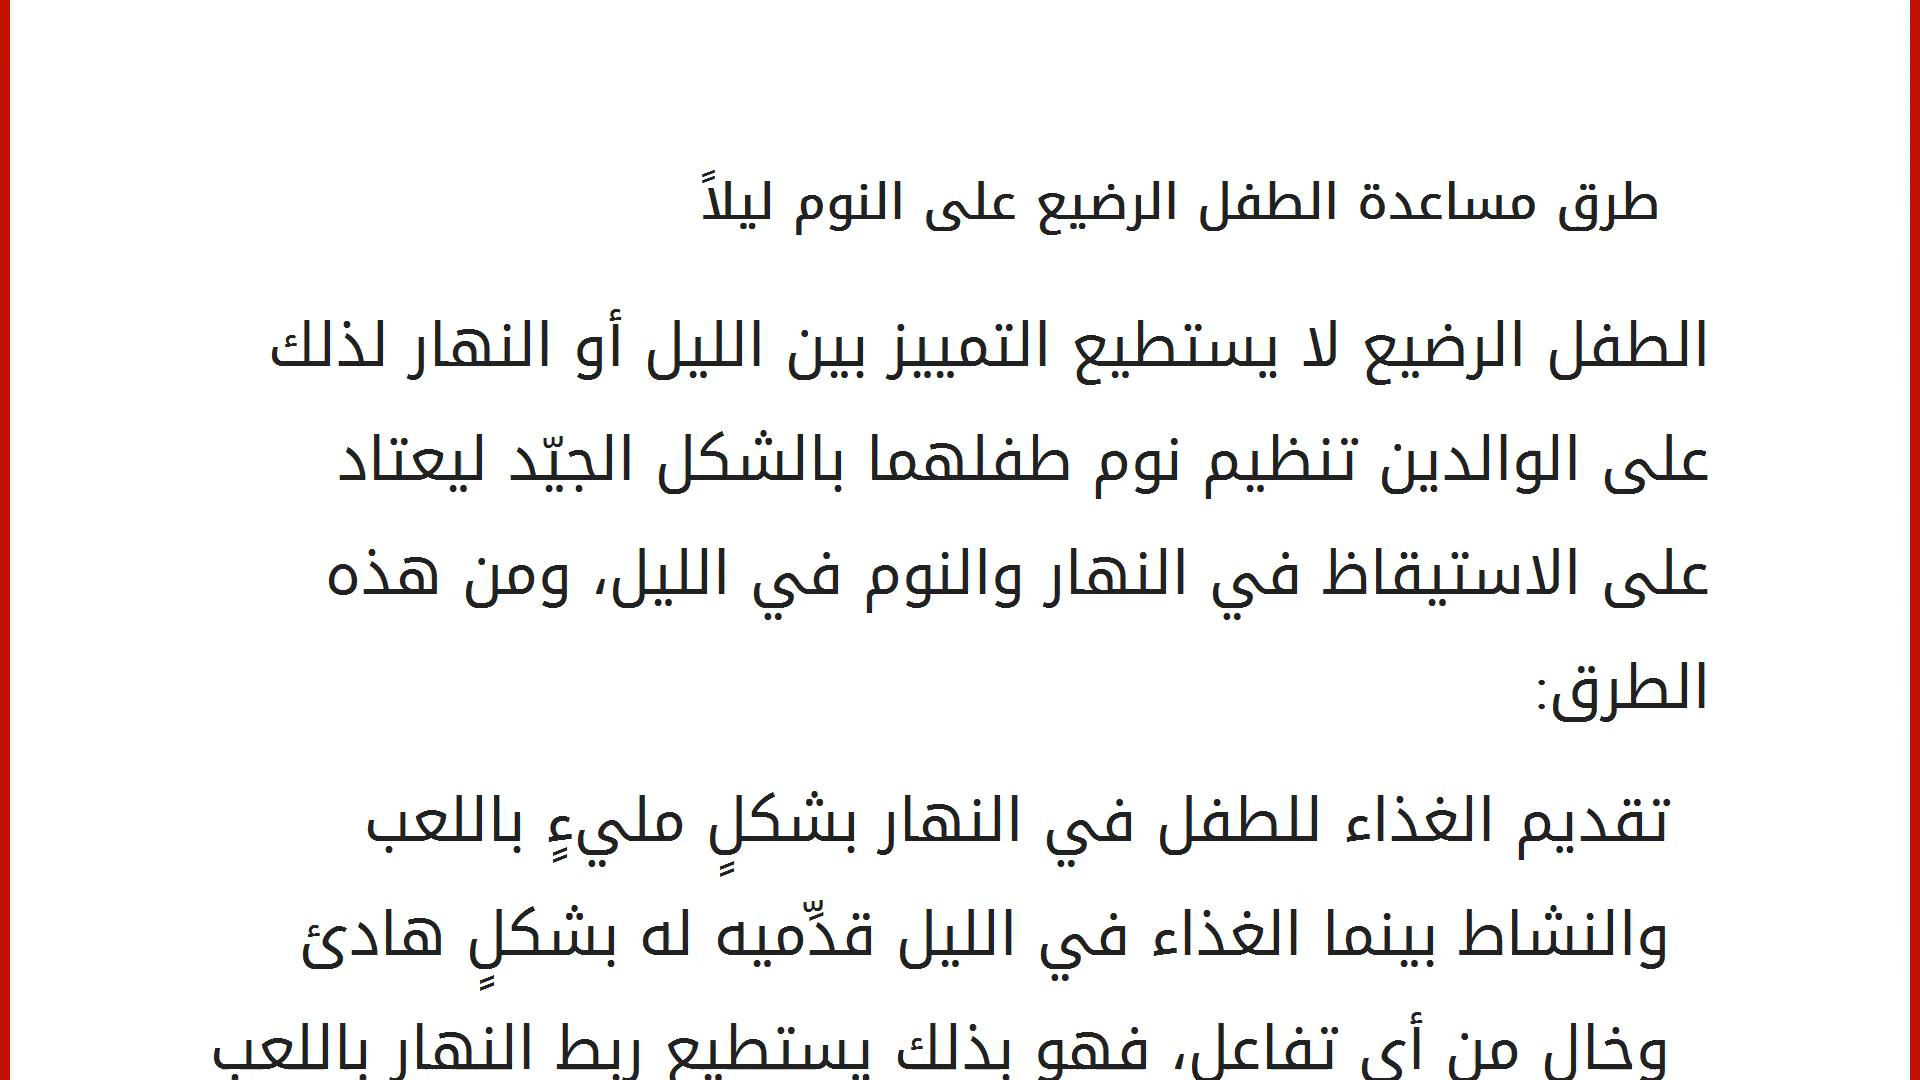 طرق مساعدة الطفل الرضيع على النوم ليلاً
الطفل الرضيع لا يستطيع التمييز بين الليل أو النهار لذلك
على الوالدين تنظيم نوم طفلهما بالشكل الجيّد ليعتاد
على الاستيقاظ في النهار والنوم في الليل، ومن هذه
الطرق:
تقديم الغذاء للطفل في النهار بشكلٍ مليءٍ باللعب
والنشاط بينما الغذاء في الليل قدِّميه له بشكلٍ هادئ
وخال من أي تفاعل، فهو بذلك يستطيع ربط النهار باللعب